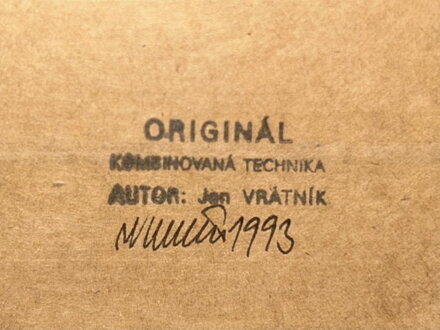 ORIGINÁL
KOMBINOVANÁ TECHNIKA
AUTOR: Jan VRÁTNÍK
1993